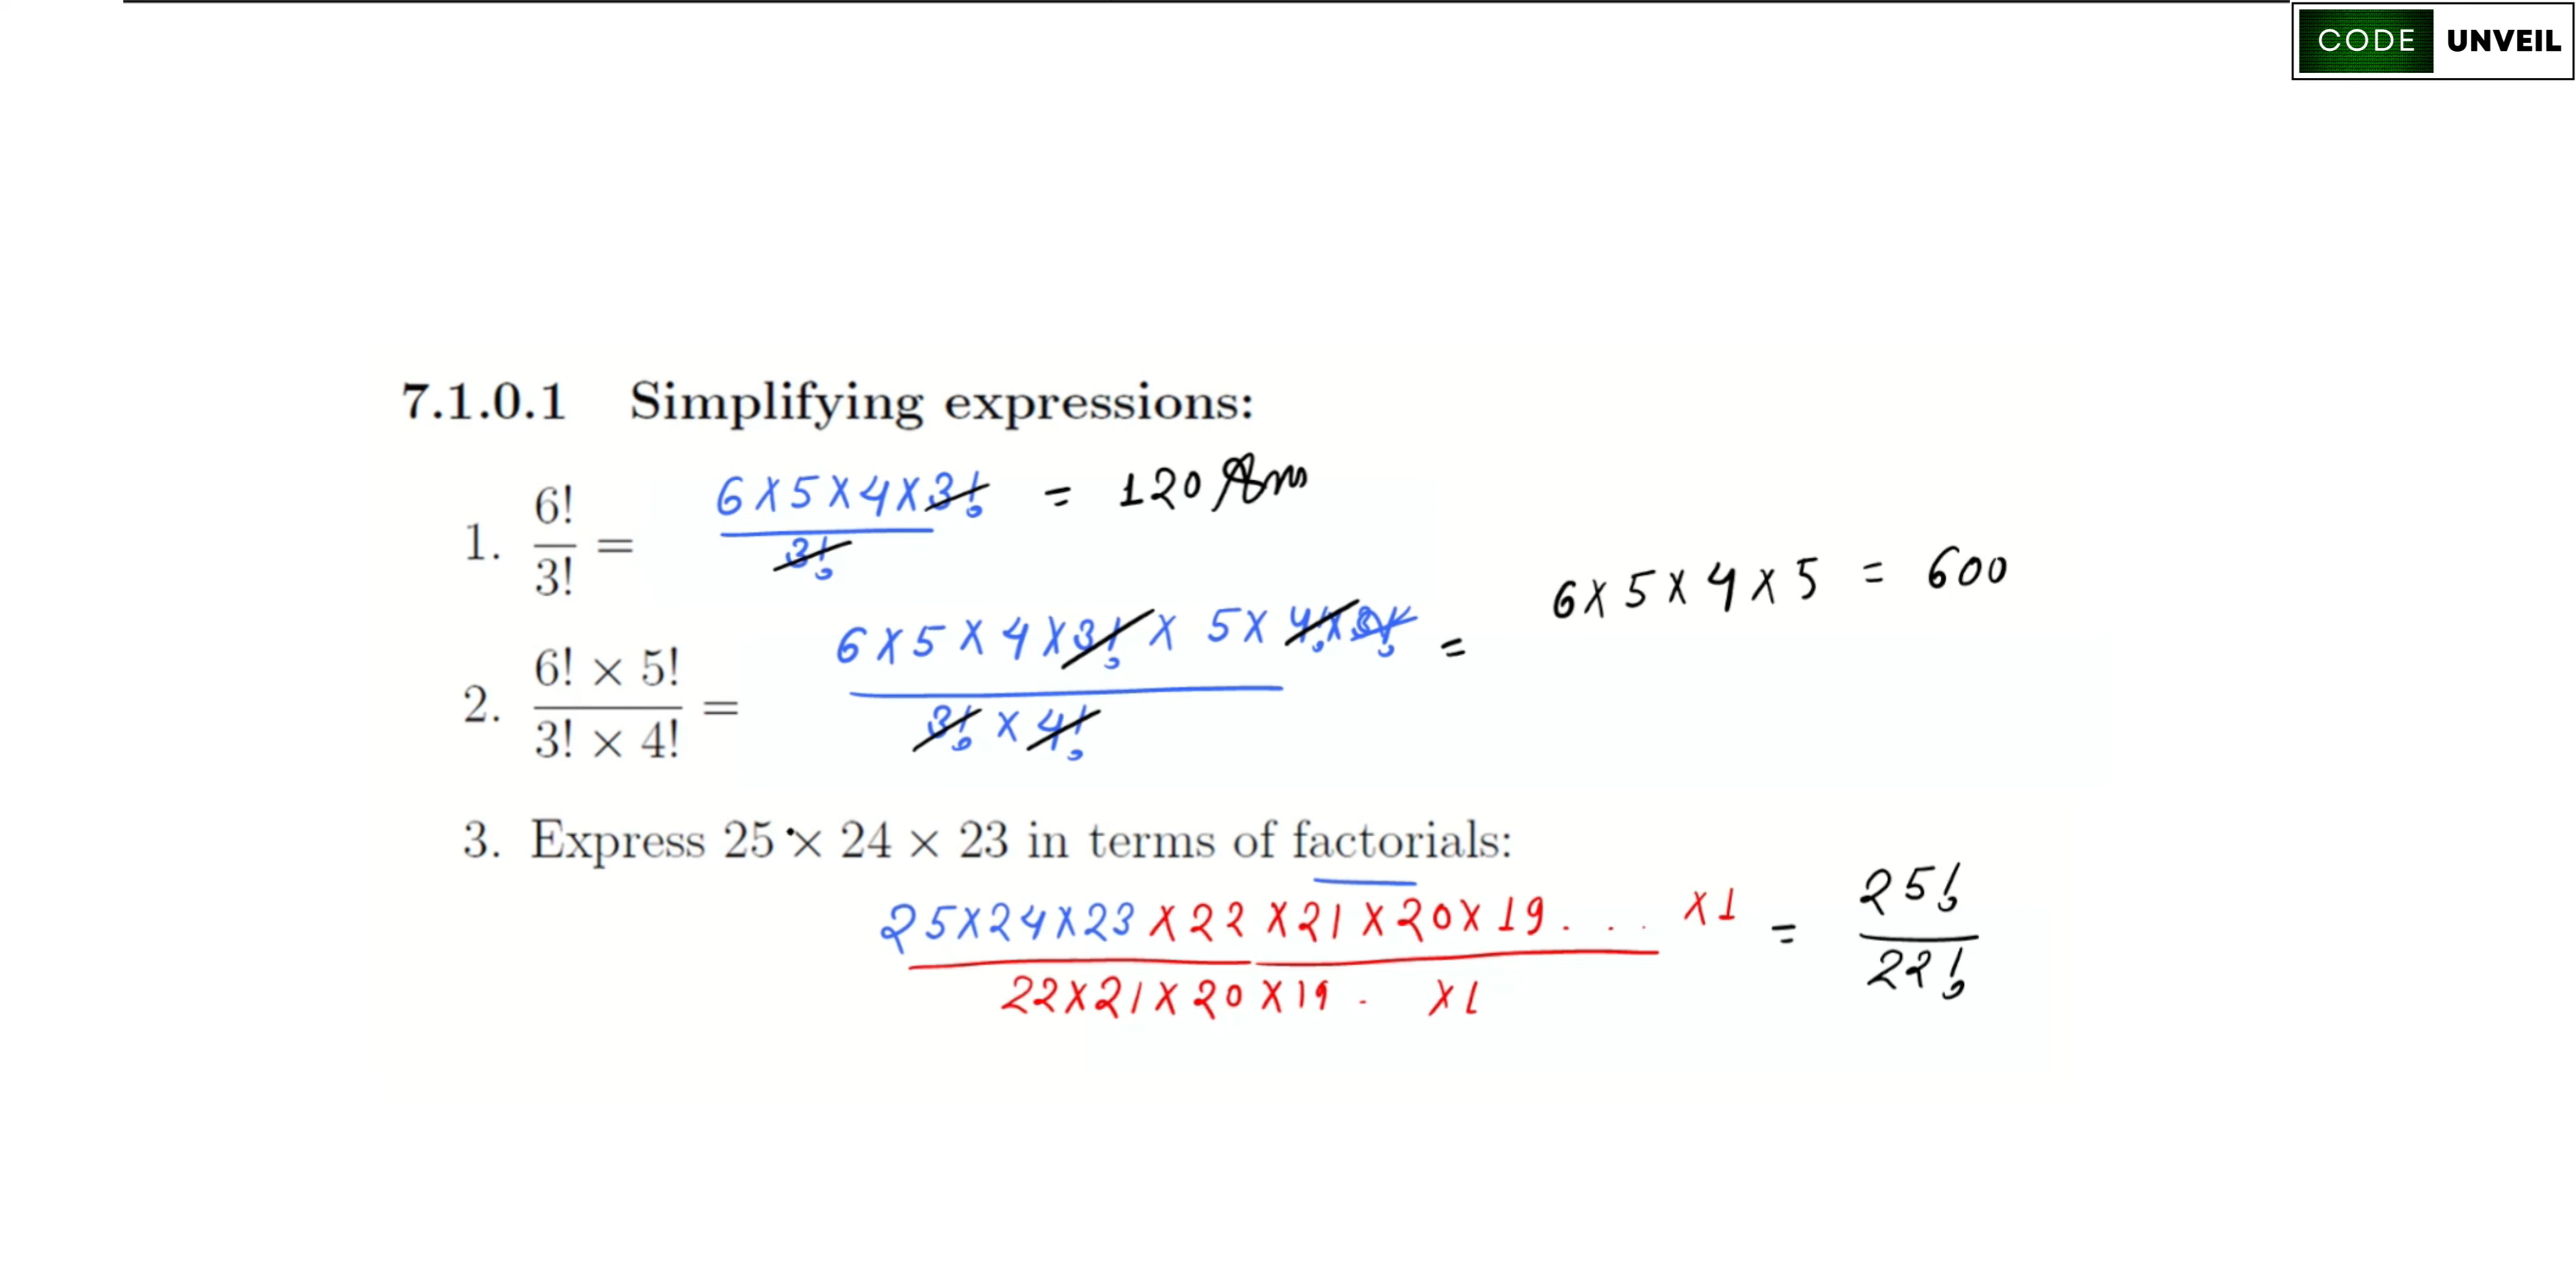 CODE UNVEIL
7.1.0.1 Simplifying expressions:
1. 6!/3! = (6 × 5 × 4 × 3!)/3! = 120 Ans
2. (6! × 5!)/(3! × 4!) = (6 × 5 × 4 × 3! × 5 × 4!)/(3! × 4!) = 6 × 5 × 4 × 5 = 600
3. Express 25 × 24 × 23 in terms of factorials:
(25 × 24 × 23 × 22 × 21 × 20 × 19 . . . . × 1)/(22 × 21 × 20 × 19 . × 1) = 25!/22!